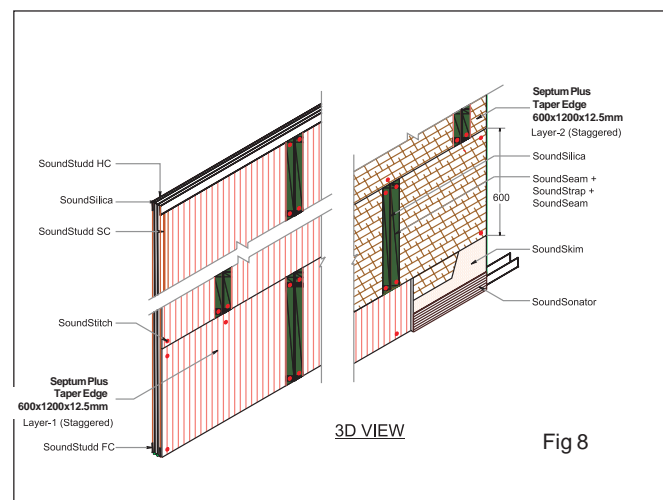 SoundStudd HC
SoundSilica
SoundStudd SC
SoundStitch
Septum Plus
Taper Edge
600x1200x12.5mm
Layer-1 (Staggered)
SoundStudd FC
Septum Plus
Taper Edge
600x1200x12.5mm
Layer-2 (Staggered)
SoundSilica
SoundSeam +
SoundStrap +
SoundSeam
600
SoundSkim
SoundSonator
3D VIEW
Fig 8